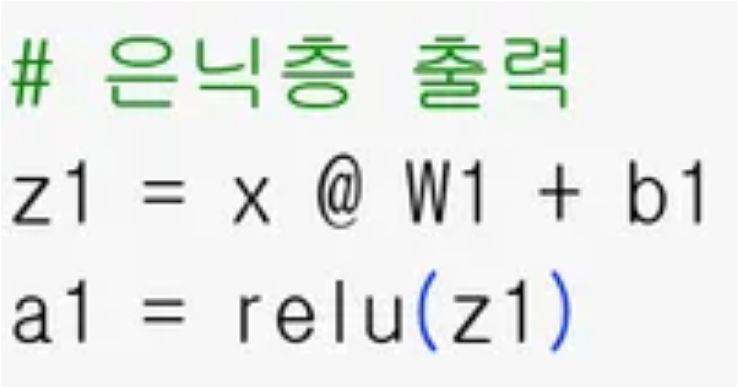 # 은닉층 출력
z1 = x @ W1 + b1
a1 = relu(z1)